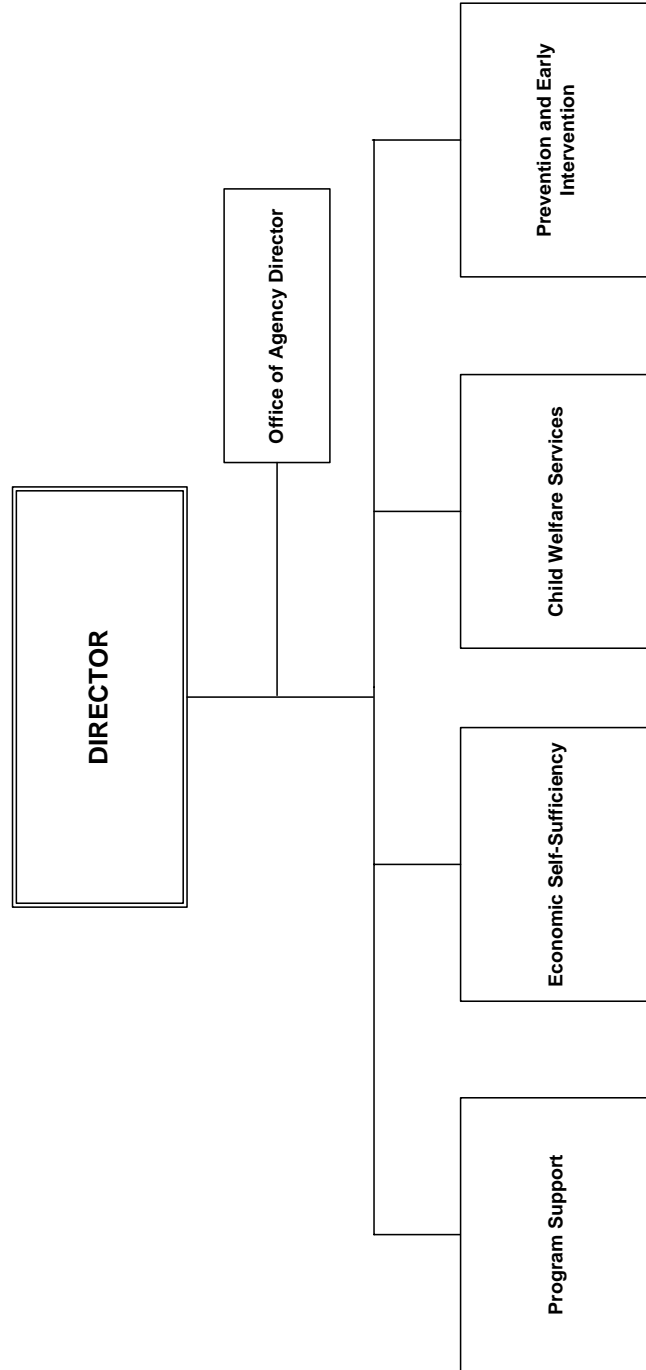 DIRECTOR
Office of Agency Director
Program Support
Economic Self-Sufficiency
Child Welfare Services
Prevention and Early
Intervention